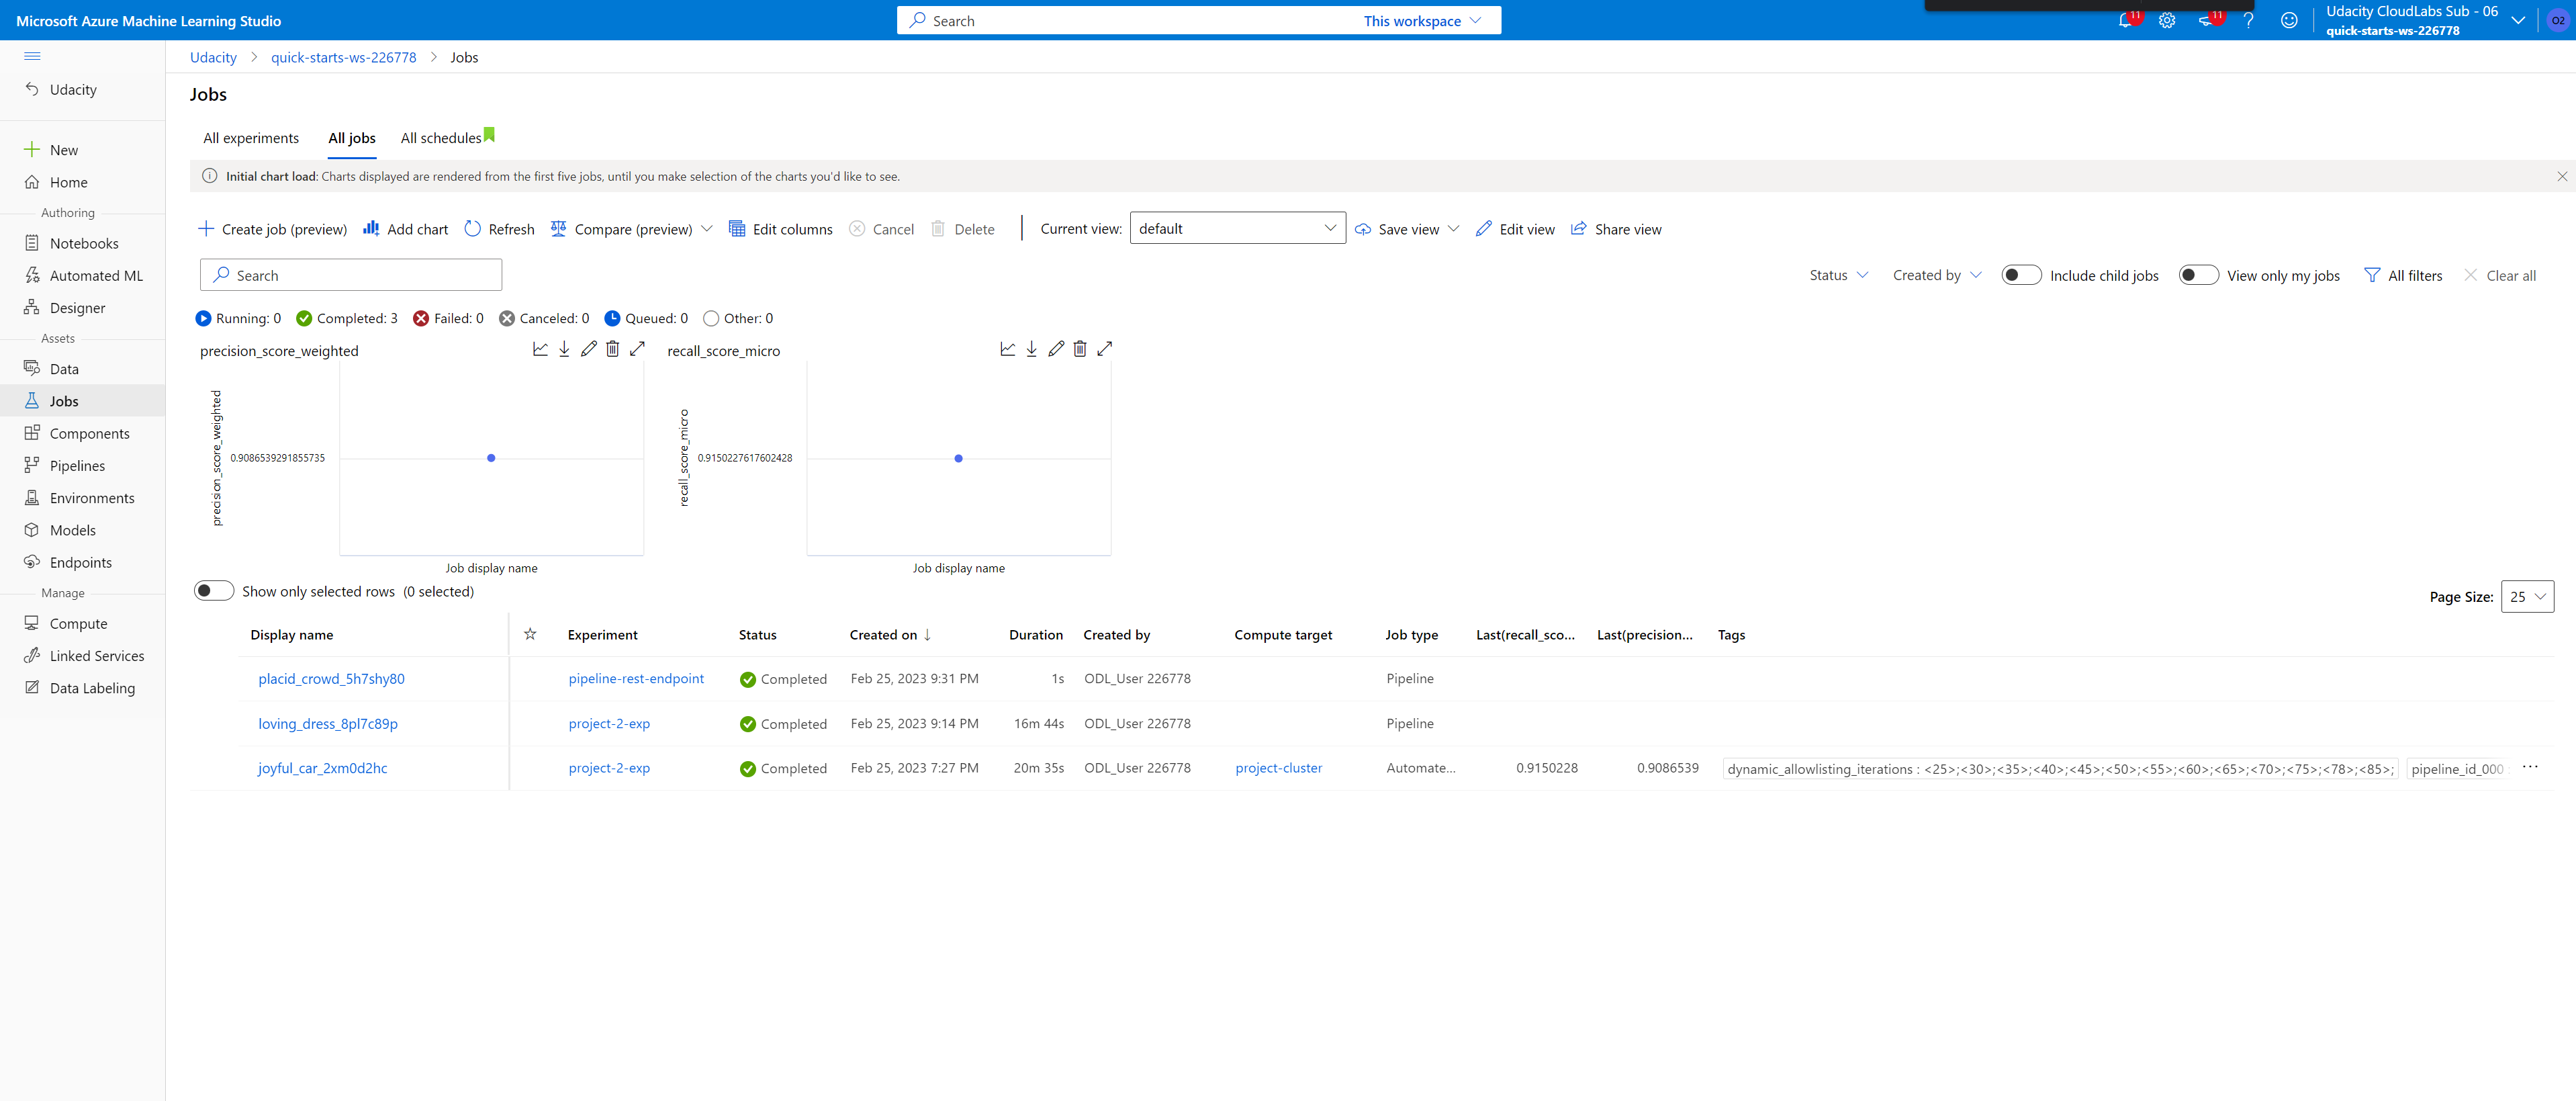 Microsoft Azure Machine Learning Studio
Search
This workspace
11
11
?
Udacity CloudLabs Sub - 06
quick-starts-ws-226778
O2
Udacity > quick-starts-ws-226778 > Jobs
Udacity
New
Home
Authoring
Notebooks
Automated ML
Designer
Assets
Data
Jobs
Components
Pipelines
Environments
Models
Endpoints
Manage
Compute
Linked Services
Data Labeling
Jobs
All experiments All jobs All schedules
Initial chart load: Charts displayed are rendered from the first five jobs, until you make selection of the charts you'd like to see.
Create job (preview) Add chart Refresh Compare (preview) Edit columns Cancel Delete Current view: default Save view Edit view Share view
Search
Status Created by Include child jobs View only my jobs All filters Clear all
Running: 0 Completed: 3 Failed: 0 Canceled: 0 Queued: 0 Other: 0
precision_score_weighted
precision_score_weighted
0.9086539291855735
Job display name
recall_score_micro
recall_score_micro
0.9150227617602428
Job display name
Show only selected rows (0 selected)
Page Size: 25
Display name Experiment Status Created on ↓ Duration Created by Compute target Job type Last(recall_sco... Last(precision... Tags
placid_crowd_5h7shy80 pipeline-rest-endpoint Completed Feb 25, 2023 9:31 PM 1s ODL_User 226778 Pipeline
loving_dress_8pl7c89p project-2-exp Completed Feb 25, 2023 9:14 PM 16m 44s ODL_User 226778 Pipeline
joyful_car_2xm0d2hc project-2-exp Completed Feb 25, 2023 7:27 PM 20m 35s ODL_User 226778 project-cluster Automate... 0.9150228 0.9086539 dynamic_allowlisting_iterations : <25>;<30>;<35>;<40>;<45>;<50>;<55>;<60>;<65>;<70>;<75>;<78>;<85>; pipeline_id_000 ...